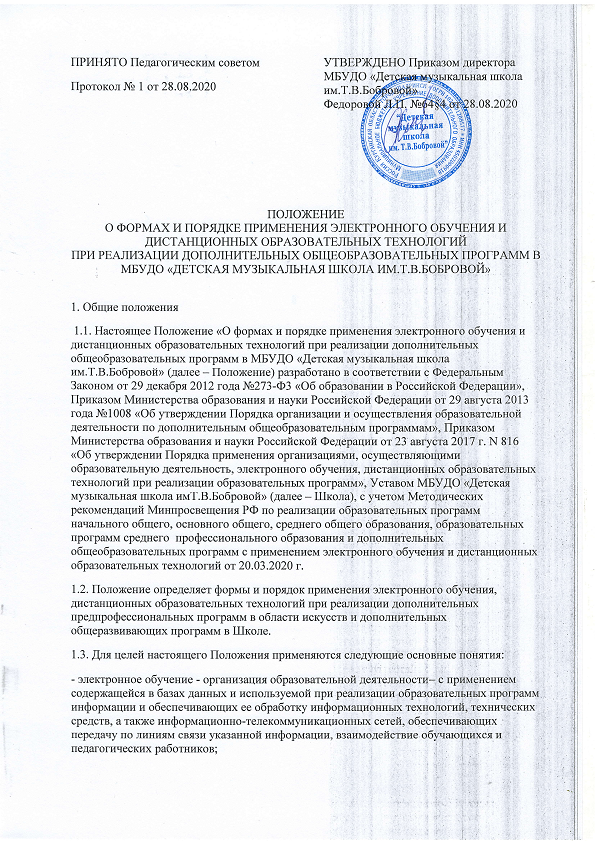 ПРИНЯТО Педагогическим советом
Протокол № 1 от 28.08.2020
УТВЕРЖДЕНО Приказом директора
МБУДО «Детская музыкальная школа
им.Т.В.Бобровой»
Федоровой Л.П. от 28.08.2020
"Детская
музыкальная
школа
им. Т.В.Бобровой"
ПОЛОЖЕНИЕ
О ФОРМАХ И ПОРЯДКЕ ПРИМЕНЕНИЯ ЭЛЕКТРОННОГО ОБУЧЕНИЯ И
ДИСТАНЦИОННЫХ ОБРАЗОВАТЕЛЬНЫХ ТЕХНОЛОГИЙ
ПРИ РЕАЛИЗАЦИИ ДОПОЛНИТЕЛЬНЫХ ОБЩЕОБРАЗОВАТЕЛЬНЫХ ПРОГРАММ В
МБУДО «ДЕТСКАЯ МУЗЫКАЛЬНАЯ ШКОЛА ИМ.Т.В.БОБРОВОЙ»
1. Общие положения
1.1. Настоящее Положение «О формах и порядке применения электронного обучения и
дистанционных образовательных технологий при реализации дополнительных
общеобразовательных программ в МБУДО «Детская музыкальная школа
им.Т.В.Бобровой» (далее – Положение) разработано в соответствии с Федеральным
Законом от 29 декабря 2012 года №273-ФЗ «Об образовании в Российской Федерации»,
Приказом Министерства образования и науки Российской Федерации от 29 августа 2013
года №1008 «Об утверждении Порядка организации и осуществления образовательной
деятельности по дополнительным общеобразовательным программам», Приказом
Министерства образования и науки Российской Федерации от 23 августа 2017 г. N 816
«Об утверждении Порядка применения организациями, осуществляющими
образовательную деятельность, электронного обучения, дистанционных образовательных
технологий при реализации образовательных программ», Уставом МБУДО «Детская
музыкальная школа имТ.В.Бобровой» (далее – Школа), с учетом Методических
рекомендаций Минпросвещения РФ по реализации образовательных программ
начального общего, основного общего, среднего общего образования, образовательных
программ среднего профессионального образования и дополнительных
общеобразовательных программ с применением электронного обучения и дистанционных
образовательных технологий от 20.03.2020 г.
1.2. Положение определяет формы и порядок применения электронного обучения,
дистанционных образовательных технологий при реализации дополнительных
предпрофессиональных программ в области искусств и дополнительных
общеразвивающих программ в Школе.
1.3. Для целей настоящего Положения применяются следующие основные понятия:
- электронное обучение - организация образовательной деятельности– с применением
содержащейся в базах данных и используемой при реализации образовательных программ
информации и обеспечивающих ее обработку информационных технологий, технических
средств, а также информационно-телекоммуникационных сетей, обеспечивающих
передачу по линиям связи указанной информации, взаимодействие обучающихся и
педагогических работников;